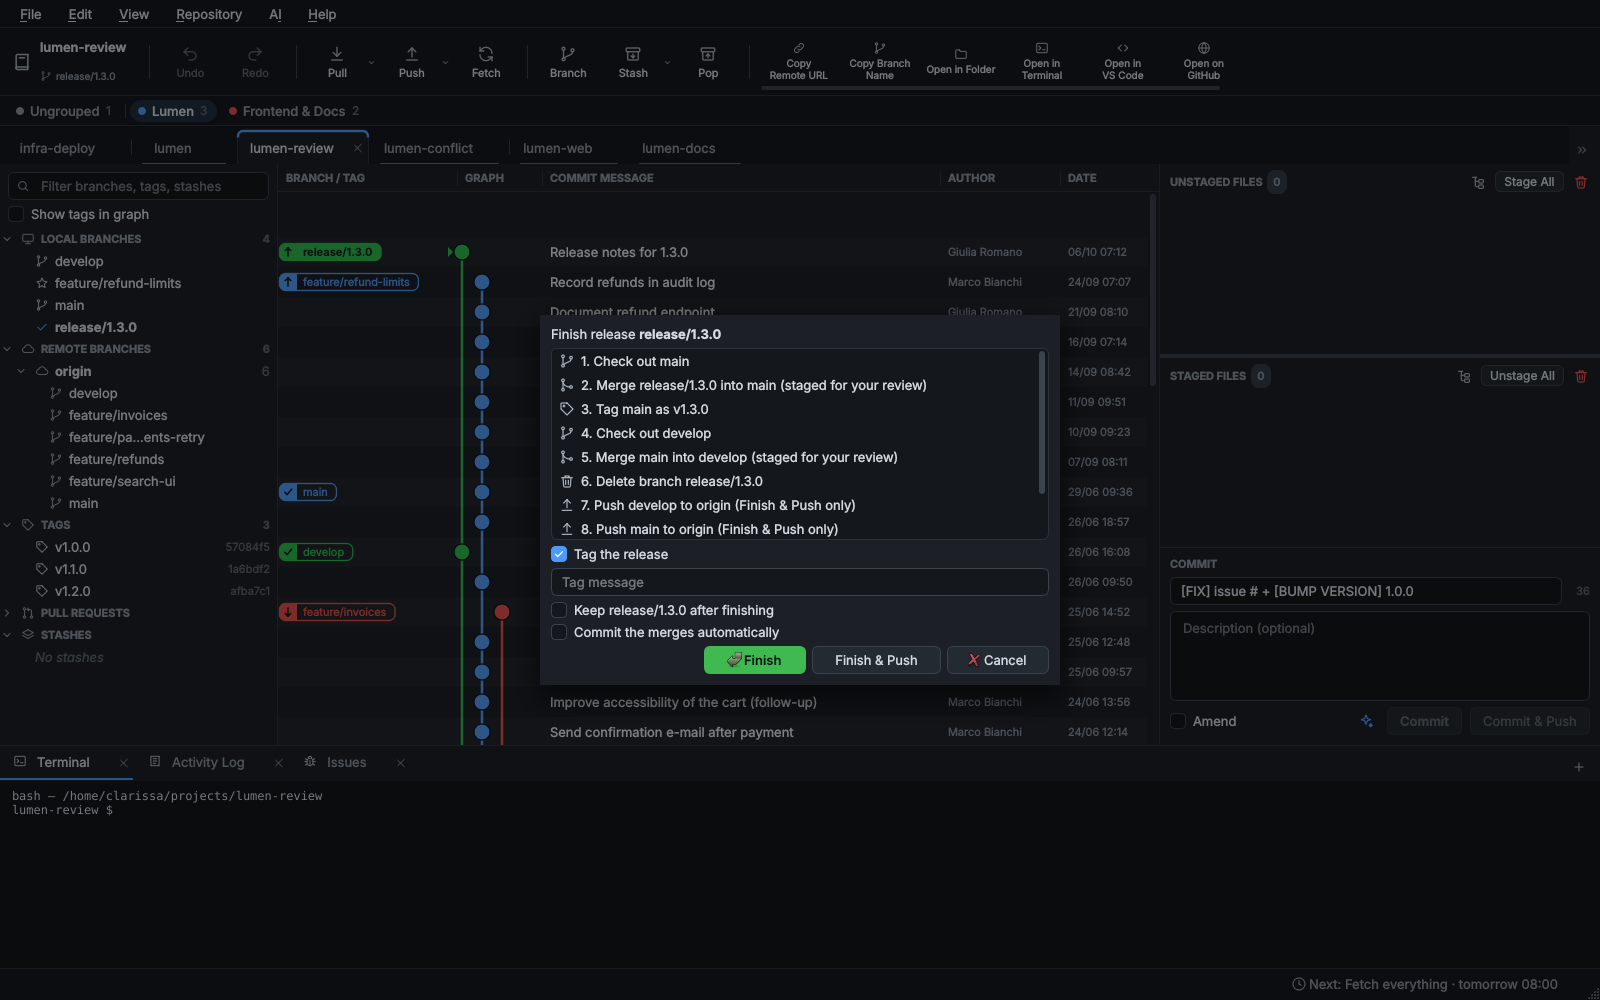 File Edit View Repository AI Help
lumen-review
release/1.3.0
Undo Redo Pull Push Fetch Branch Stash Pop
Copy Remote URL
Copy Branch Name
Open in Folder
Open in Terminal
Open in VS Code
Open on GitHub
Ungrouped 1 Lumen 3 Frontend & Docs 2
infra-deploy lumen lumen-review lumen-conflict lumen-web lumen-docs
Filter branches, tags, stashes
Show tags in graph
LOCAL BRANCHES 4
develop
feature/refund-limits
main
release/1.3.0
REMOTE BRANCHES 6
origin 6
develop
feature/invoices
feature/pa...ents-retry
feature/refunds
feature/search-ui
main
TAGS 3
v1.0.0 57084f5
v1.1.0 1a6bdf2
v1.2.0 afba7c1
PULL REQUESTS
STASHES
No stashes
BRANCH / TAG GRAPH COMMIT MESSAGE AUTHOR DATE
release/1.3.0 Release notes for 1.3.0 Giulia Romano 06/10 07:12
feature/refund-limits Record refunds in audit log Marco Bianchi 24/09 07:07
Document refund endpoint Giulia Romano 21/09 08:10
16/09 07:14
14/09 08:42
11/09 09:51
10/09 09:23
07/09 08:11
main 29/06 09:36
26/06 18:57
develop 26/06 16:08
26/06 09:50
feature/invoices 25/06 14:52
25/06 12:48
25/06 09:57
Improve accessibility of the cart (follow-up) Marco Bianchi 24/06 13:56
Send confirmation e-mail after payment Marco Bianchi 24/06 12:14
Finish release release/1.3.0
1. Check out main
2. Merge release/1.3.0 into main (staged for your review)
3. Tag main as v1.3.0
4. Check out develop
5. Merge main into develop (staged for your review)
6. Delete branch release/1.3.0
7. Push develop to origin (Finish & Push only)
8. Push main to origin (Finish & Push only)
Tag the release
Tag message
Keep release/1.3.0 after finishing
Commit the merges automatically
Finish Finish & Push Cancel
UNSTAGED FILES 0 Stage All
STAGED FILES 0 Unstage All
COMMIT
[FIX] issue # + [BUMP VERSION] 1.0.0 36
Description (optional)
Amend Commit Commit & Push
Terminal Activity Log Issues
bash — /home/clarissa/projects/lumen-review
lumen-review $
Next: Fetch everything · tomorrow 08:00